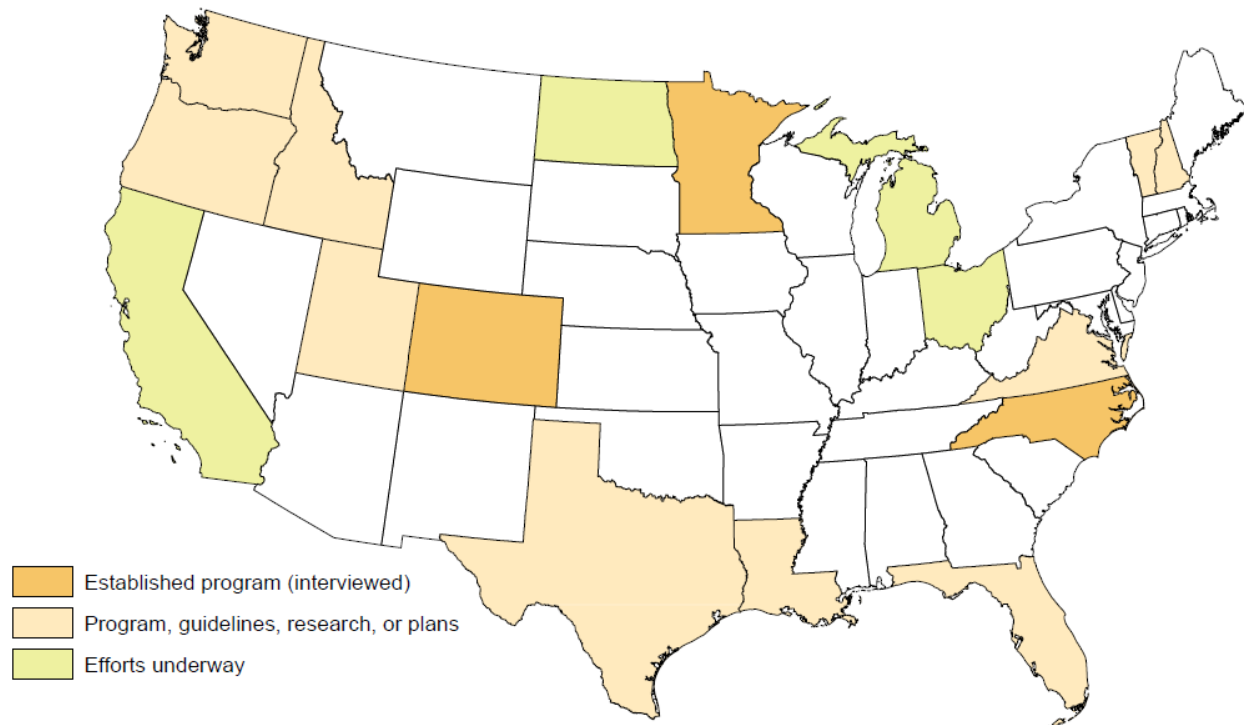 Established program (interviewed)
Program, guidelines, research, or plans
Efforts underway